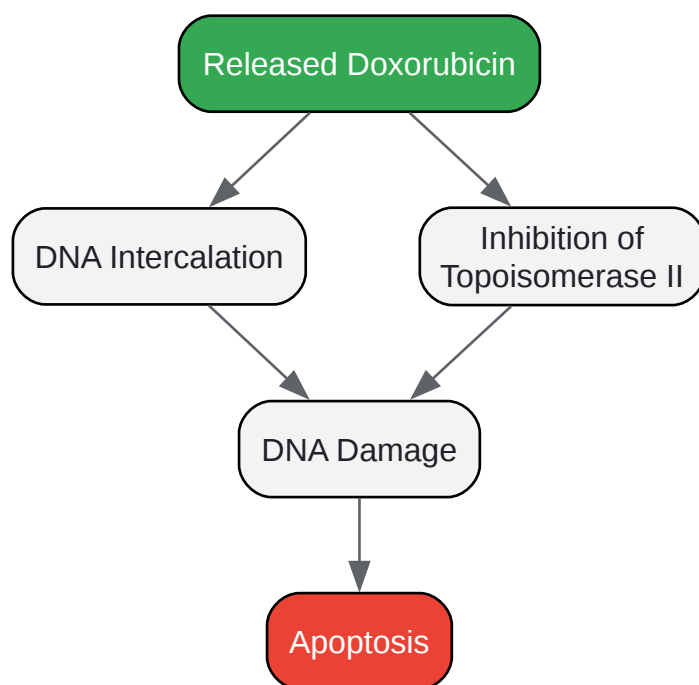 Released Doxorubicin
DNA Intercalation
Inhibition of
Topoisomerase II
DNA Damage
Apoptosis